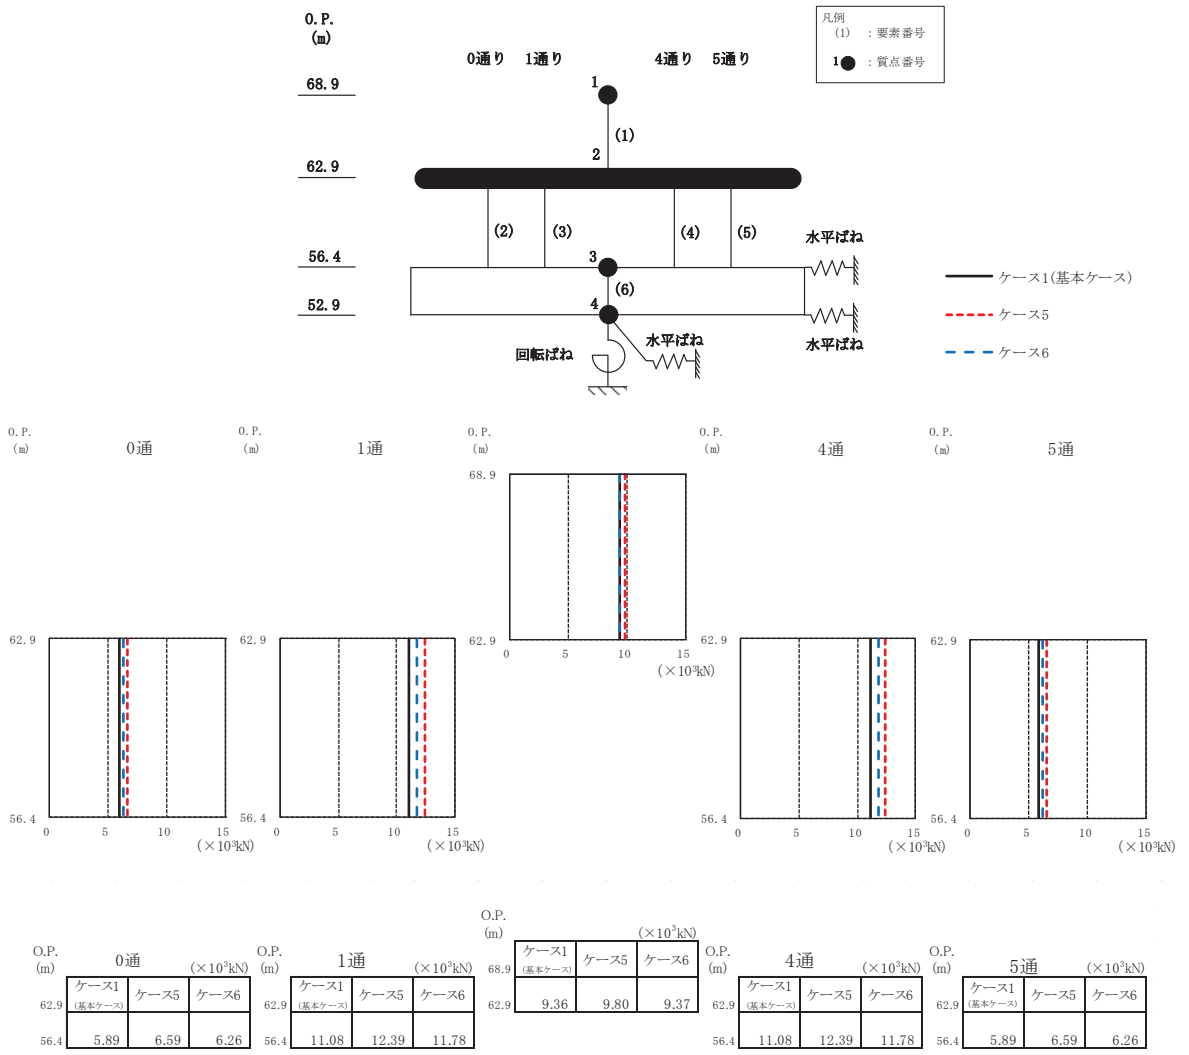 O.P.
(m)
凡例
(1) : 要素番号
1 : 質点番号
0通り 1通り 4通り 5通り
68.9
1
(1)
2
62.9
(2) (3) (4) (5)
水平ばね
56.4
3
(6)
52.9
4
水平ばね
水平ばね
回転ばね
ケース1(基本ケース)
ケース5
ケース6
O.P.
(m)
0通
62.9
56.4
0 5 10 15
(×10³kN)
O.P.
(m)
1通
62.9
56.4
0 5 10 15
(×10³kN)
O.P.
(m)
68.9
62.9
0 5 10 15
(×10³kN)
O.P.
(m)
4通
62.9
56.4
0 5 10 15
(×10³kN)
O.P.
(m)
5通
62.9
56.4
0 5 10 15
(×10³kN)
O.P.
(m)
0通 (×10³kN)
ケース1
(基本ケース)
ケース5 ケース6
62.9
56.4 5.89 6.59 6.26
O.P.
(m)
1通 (×10³kN)
ケース1
(基本ケース)
ケース5 ケース6
62.9
56.4 11.08 12.39 11.78
O.P.
(m) (×10³kN)
ケース1
(基本ケース)
ケース5 ケース6
68.9
62.9 9.36 9.80 9.37
O.P.
(m)
4通 (×10³kN)
ケース1
(基本ケース)
ケース5 ケース6
62.9
56.4 11.08 12.39 11.78
O.P.
(m)
5通 (×10³kN)
ケース1
(基本ケース)
ケース5 ケース6
62.9
56.4 5.89 6.59 6.26